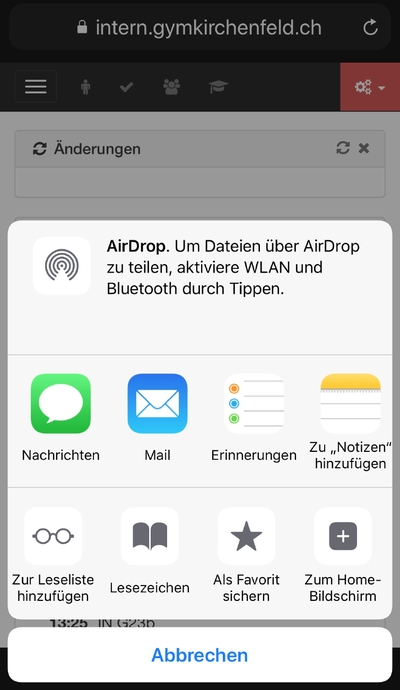 intern.gymkirchenfeld.ch
Änderungen
AirDrop. Um Dateien über AirDrop
zu teilen, aktiviere WLAN und
Bluetooth durch Tippen.
Nachrichten
Mail
Erinnerungen
Zu „Notizen“
hinzufügen
Zur Leseliste
hinzufügen
Lesezeichen
Als Favorit
sichern
Zum Home-
Bildschirm
13:25 IN G23b
Abbrechen